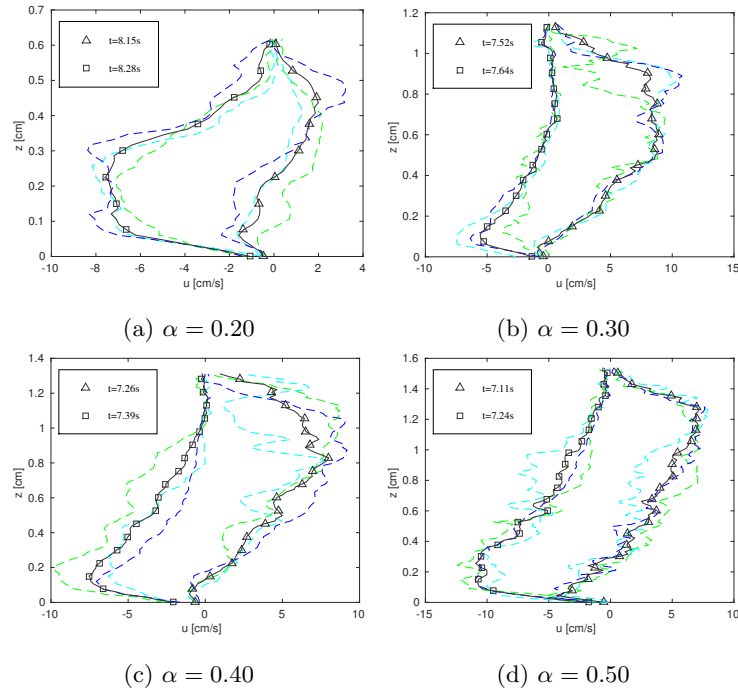 0.7
0.6
0.5
0.4
0.3
0.2
0.1
0
z [cm]
t=8.15s
t=8.28s
-10 -8 -6 -4 -2 0 2 4
u [cm/s]
(a) α = 0.20
1.2
1
0.8
0.6
0.4
0.2
0
z [cm]
t=7.52s
t=7.64s
-10 -5 0 5 10 15
u [cm/s]
(b) α = 0.30
1.4
1.2
1
0.8
0.6
0.4
0.2
0
z [cm]
t=7.26s
t=7.39s
-10 -5 0 5 10
u [cm/s]
(c) α = 0.40
1.6
1.4
1.2
1
0.8
0.6
0.4
0.2
0
z [cm]
t=7.11s
t=7.24s
-15 -10 -5 0 5 10
u [cm/s]
(d) α = 0.50